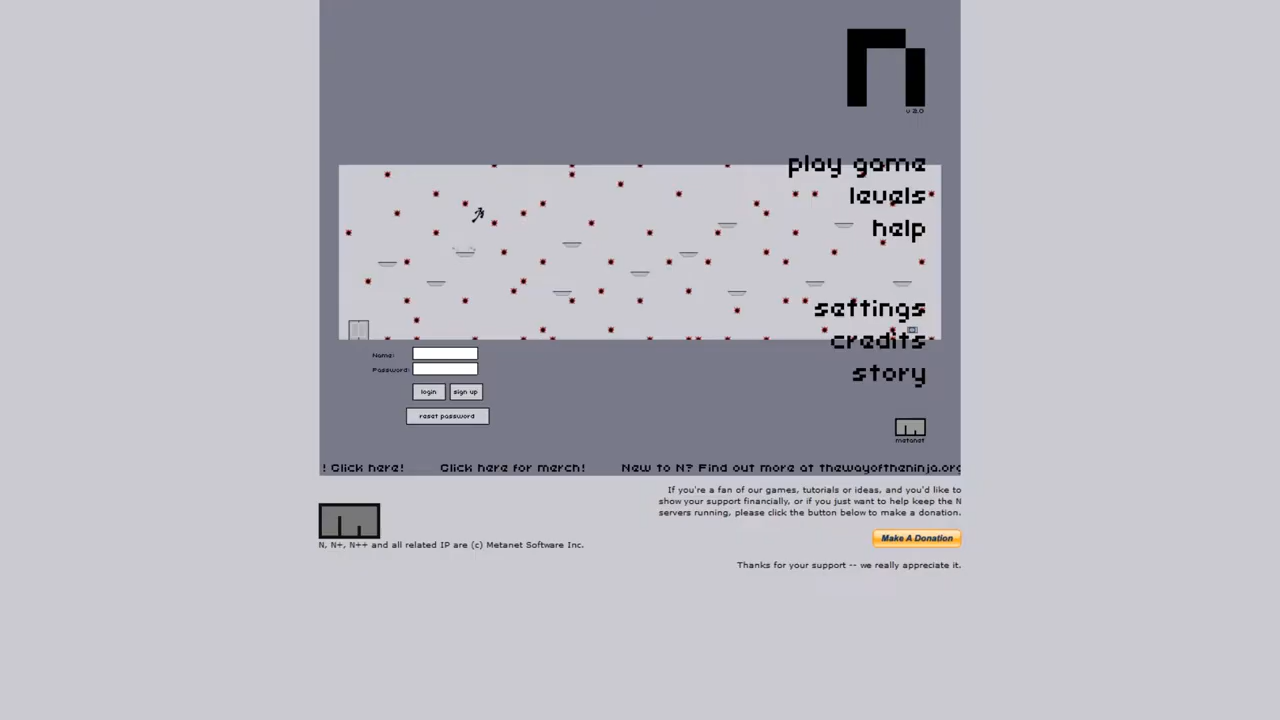 n
v 2.0
play game
levels
help
settings
credits
story
Name:
Password:
login sign up
reset password
metanet
! Click here! Click here for merch! New to N? Find out more at thewayoftheninja.org
If you're a fan of our games, tutorials or ideas, and you'd like to
show your support financially, or if you just want to help keep the N
servers running, please click the button below to make a donation.
Make A Donation
N, N+, N++ and all related IP are (c) Metanet Software Inc.
Thanks for your support -- we really appreciate it.